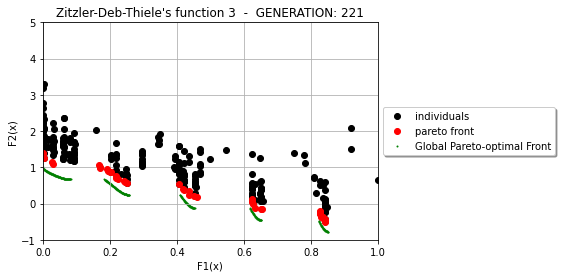 Zitzler-Deb-Thiele's function 3 - GENERATION: 221
5
4
3
2
1
0
-1
F2(x)
0.0 0.2 0.4 0.6 0.8 1.0
F1(x)
individuals
pareto front
Global Pareto-optimal Front